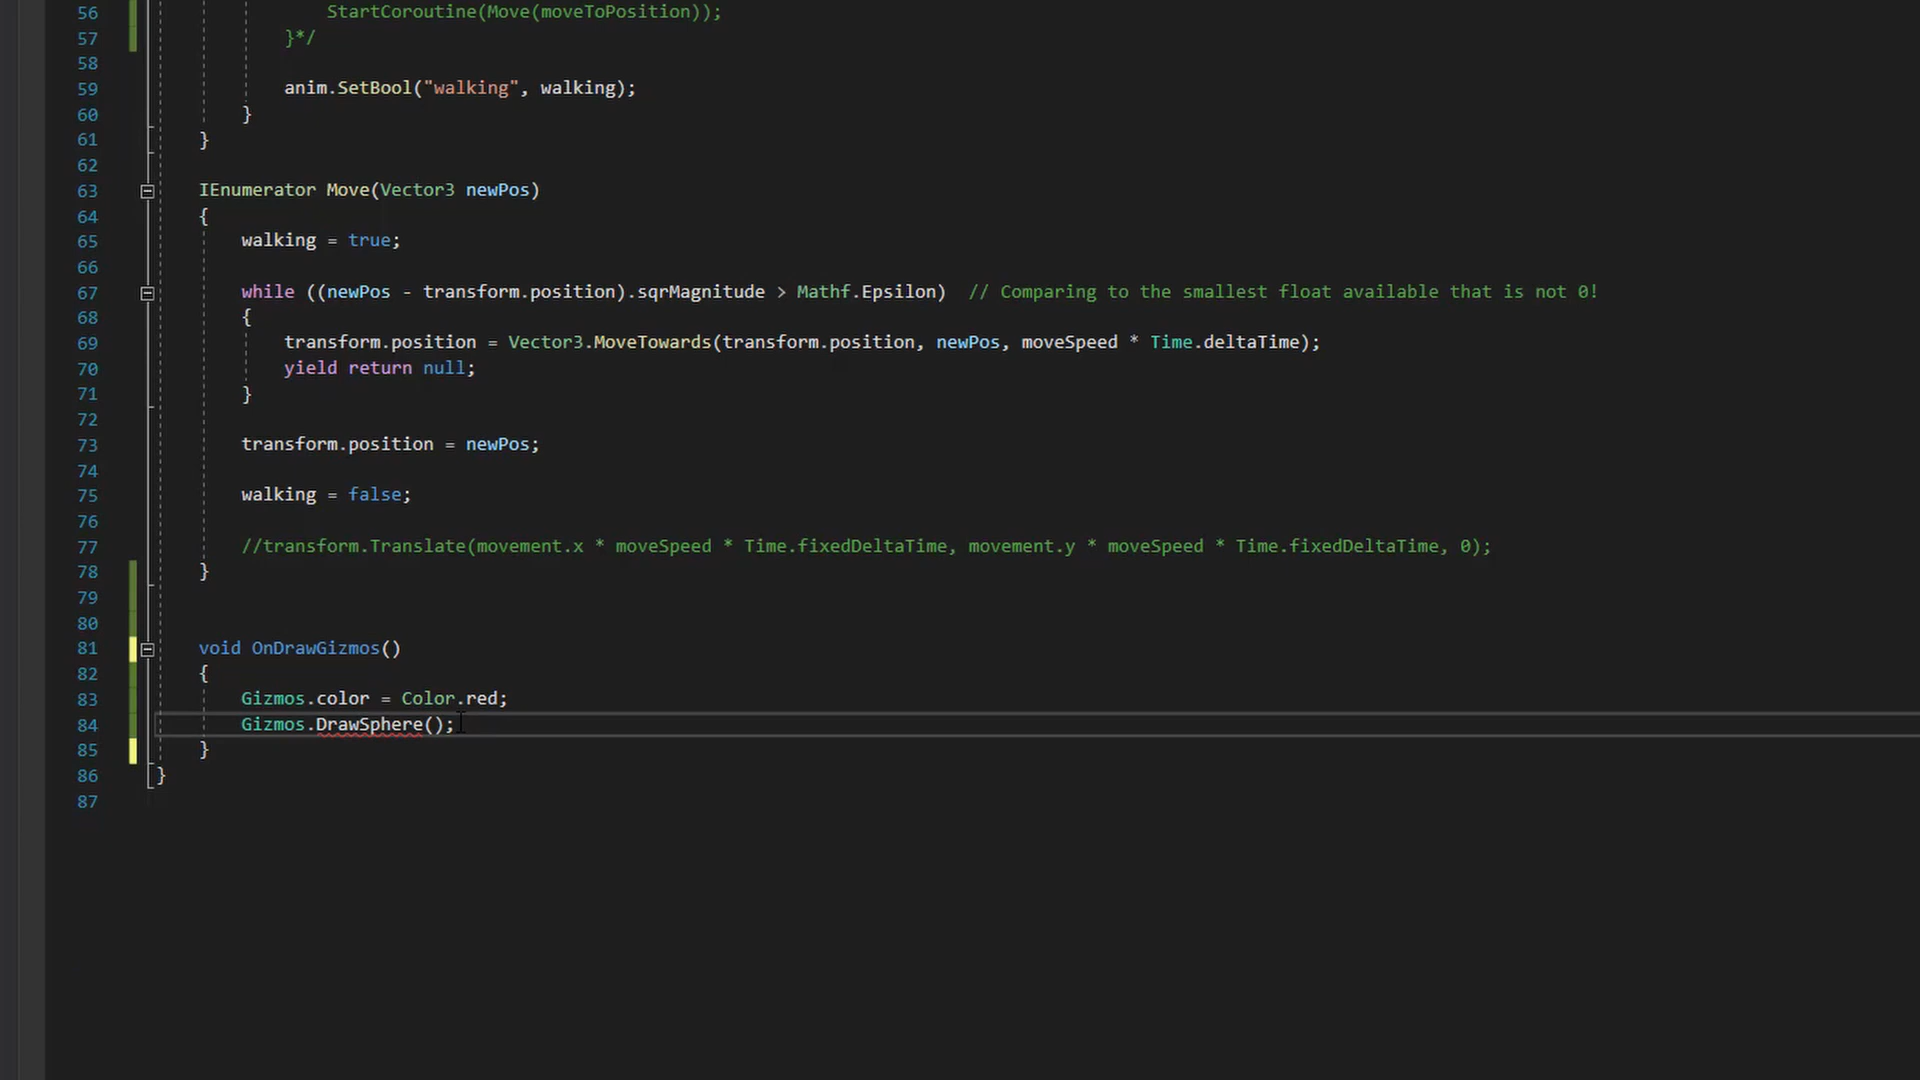 56 StartCoroutine(Move(moveToPosition));
57 }*/
58
59 anim.SetBool("walking", walking);
60 }
61 }
62
63 IEnumerator Move(Vector3 newPos)
64 {
65 walking = true;
66
67 while ((newPos - transform.position).sqrMagnitude > Mathf.Epsilon) // Comparing to the smallest float available that is not 0!
68 {
69 transform.position = Vector3.MoveTowards(transform.position, newPos, moveSpeed * Time.deltaTime);
70 yield return null;
71 }
72
73 transform.position = newPos;
74
75 walking = false;
76
77 //transform.Translate(movement.x * moveSpeed * Time.fixedDeltaTime, movement.y * moveSpeed * Time.fixedDeltaTime, 0);
78 }
79
80
81 void OnDrawGizmos()
82 {
83 Gizmos.color = Color.red;
84 Gizmos.DrawSphere();
85 }
86 }
87